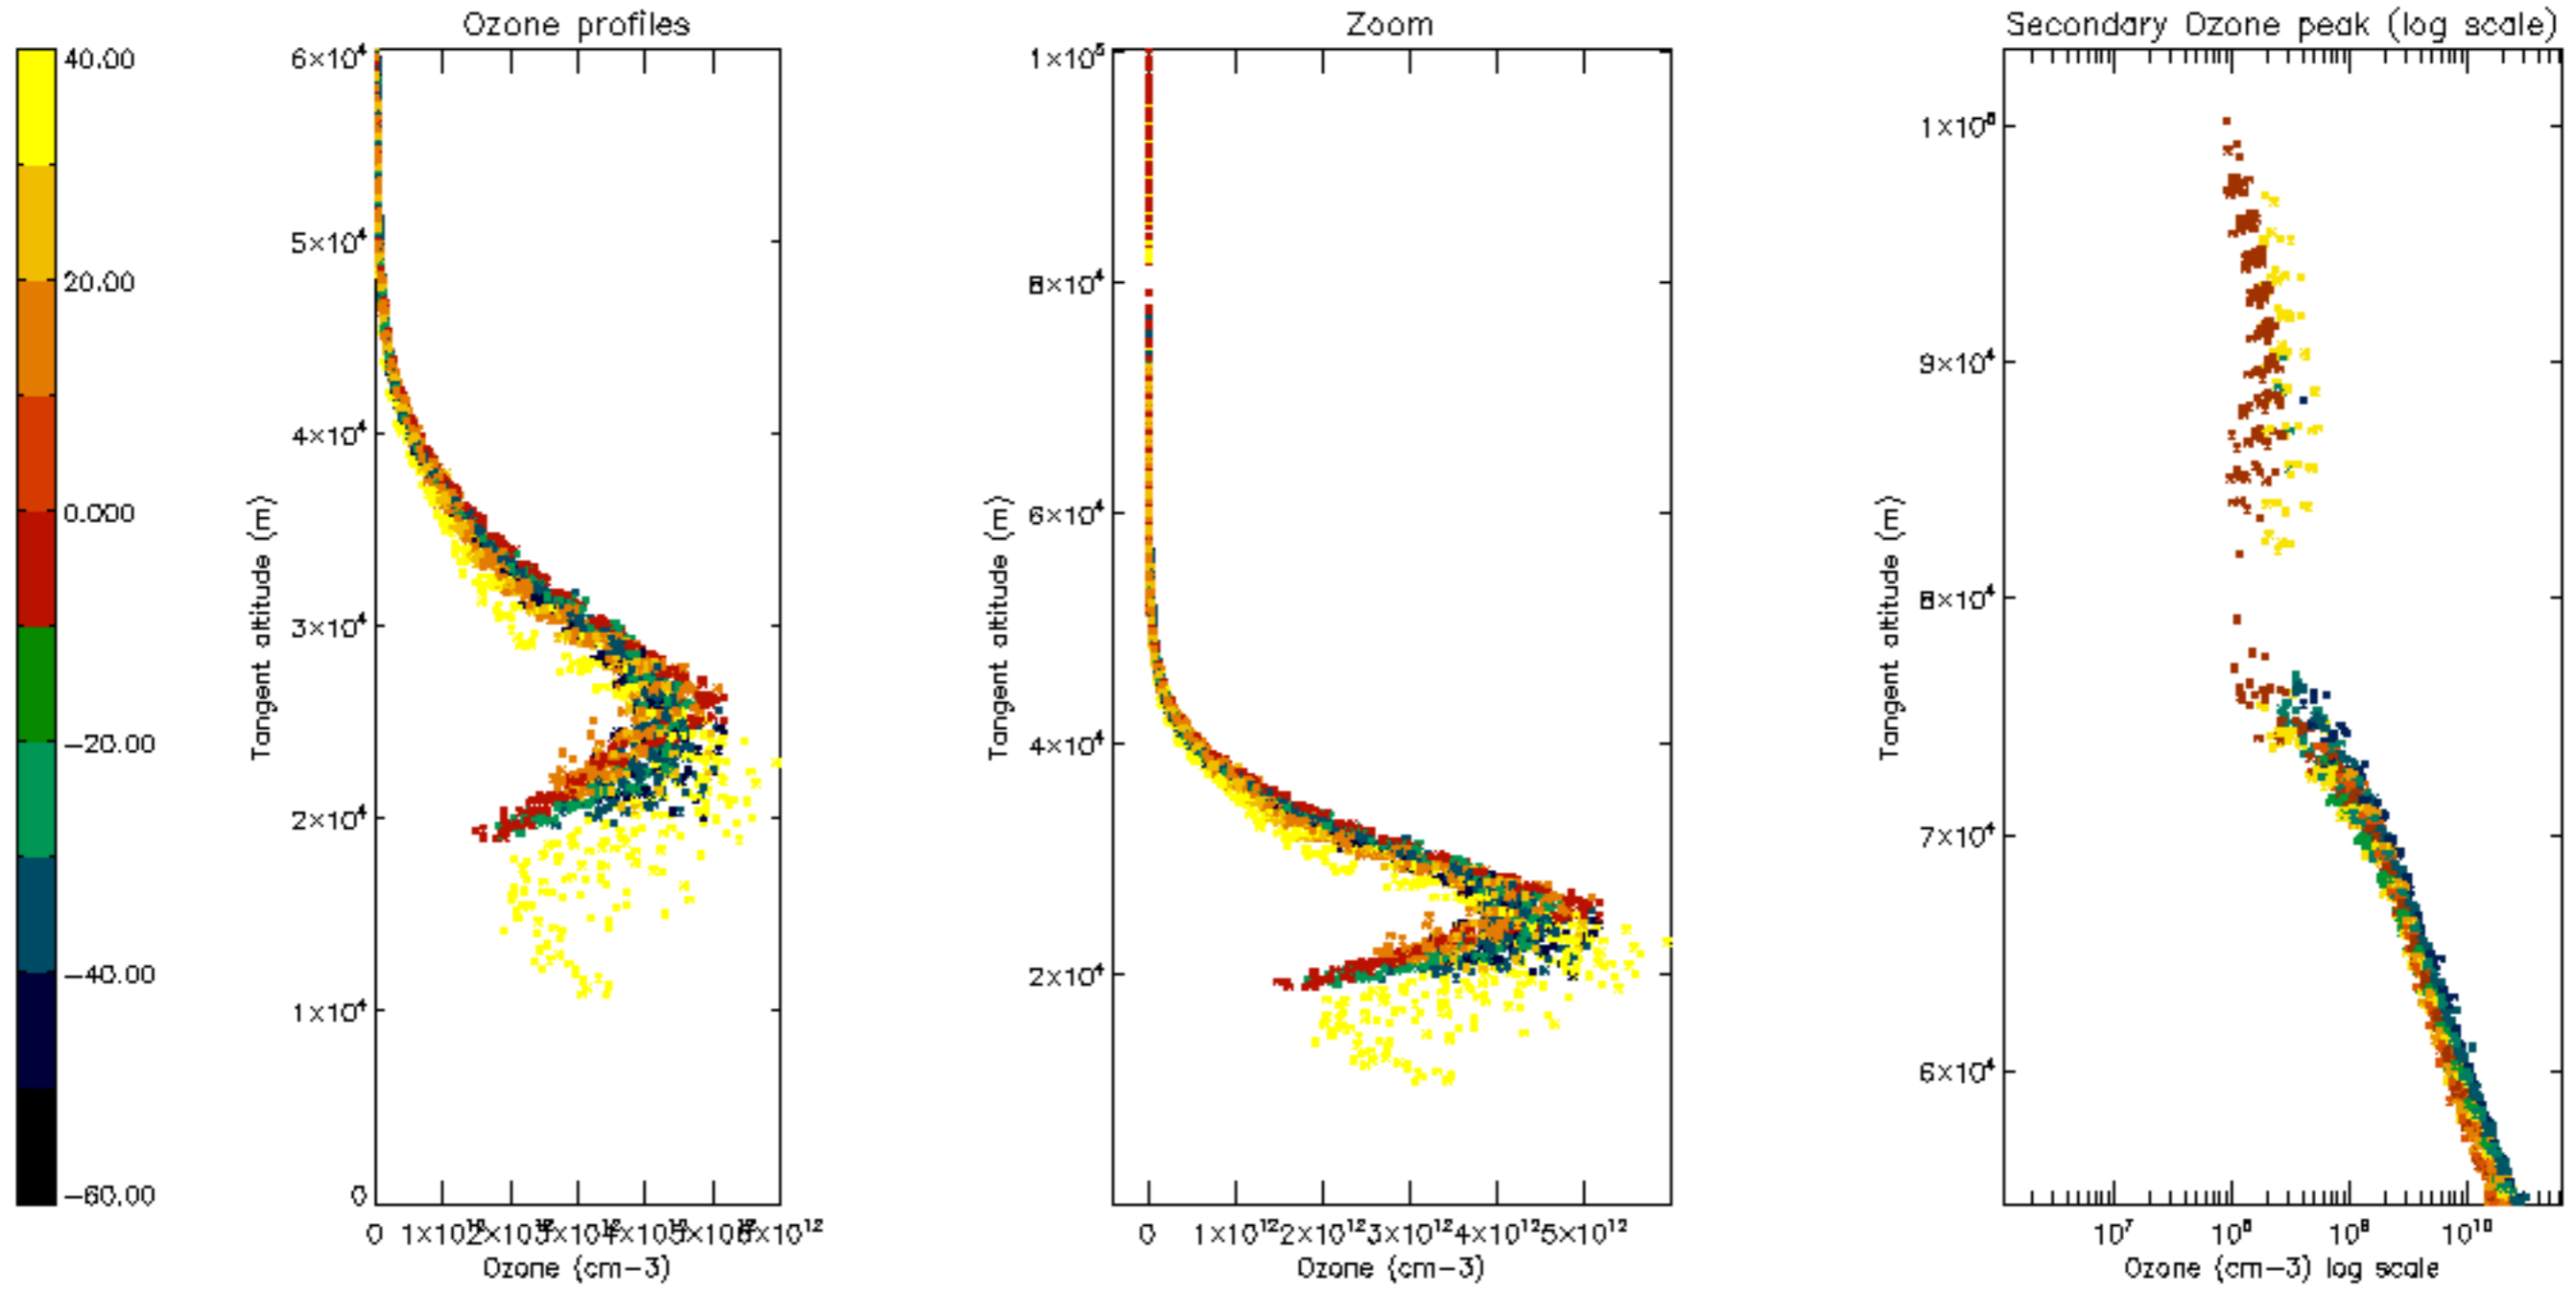 Ozone profiles
Zoom
Secondary Ozone peak (log scale)
40.00
20.00
0.000
−20.00
−40.00
−60.00
6×10⁴
5×10⁴
4×10⁴
3×10⁴
2×10⁴
1×10⁴
0
Tangent altitude (m)
0
Ozone (cm−3)
1×10⁵
8×10⁴
6×10⁴
4×10⁴
2×10⁴
Tangent altitude (m)
0 1×10¹² 2×10¹² 3×10¹² 4×10¹² 5×10¹²
Ozone (cm−3)
9×10⁴
8×10⁴
7×10⁴
6×10⁴
Tangent altitude (m)
10⁷ 10⁸ 10⁹ 10¹⁰
Ozone (cm−3) log scale